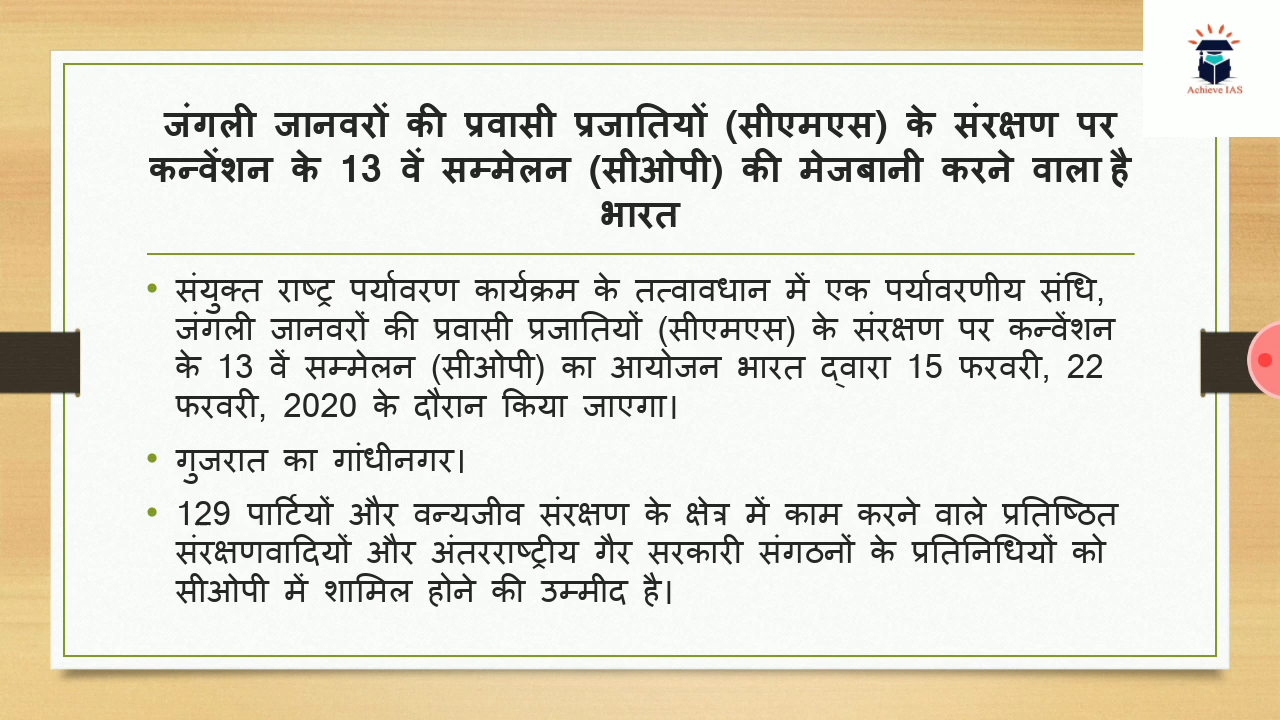 Achieve IAS
जंगली जानवरों की प्रवासी प्रजातियों (सीएमएस) के संरक्षण पर
कन्वेंशन के 13 वें सम्मेलन (सीओपी) की मेजबानी करने वाला है
भारत
• संयुक्त राष्ट्र पर्यावरण कार्यक्रम के तत्वावधान में एक पर्यावरणीय संधि,
जंगली जानवरों की प्रवासी प्रजातियों (सीएमएस) के संरक्षण पर कन्वेंशन
के 13 वें सम्मेलन (सीओपी) का आयोजन भारत द्वारा 15 फरवरी, 22
फरवरी, 2020 के दौरान किया जाएगा।
• गुजरात का गांधीनगर।
• 129 पार्टियों और वन्यजीव संरक्षण के क्षेत्र में काम करने वाले प्रतिष्ठित
संरक्षणवादियों और अंतरराष्ट्रीय गैर सरकारी संगठनों के प्रतिनिधियों को
सीओपी में शामिल होने की उम्मीद है।